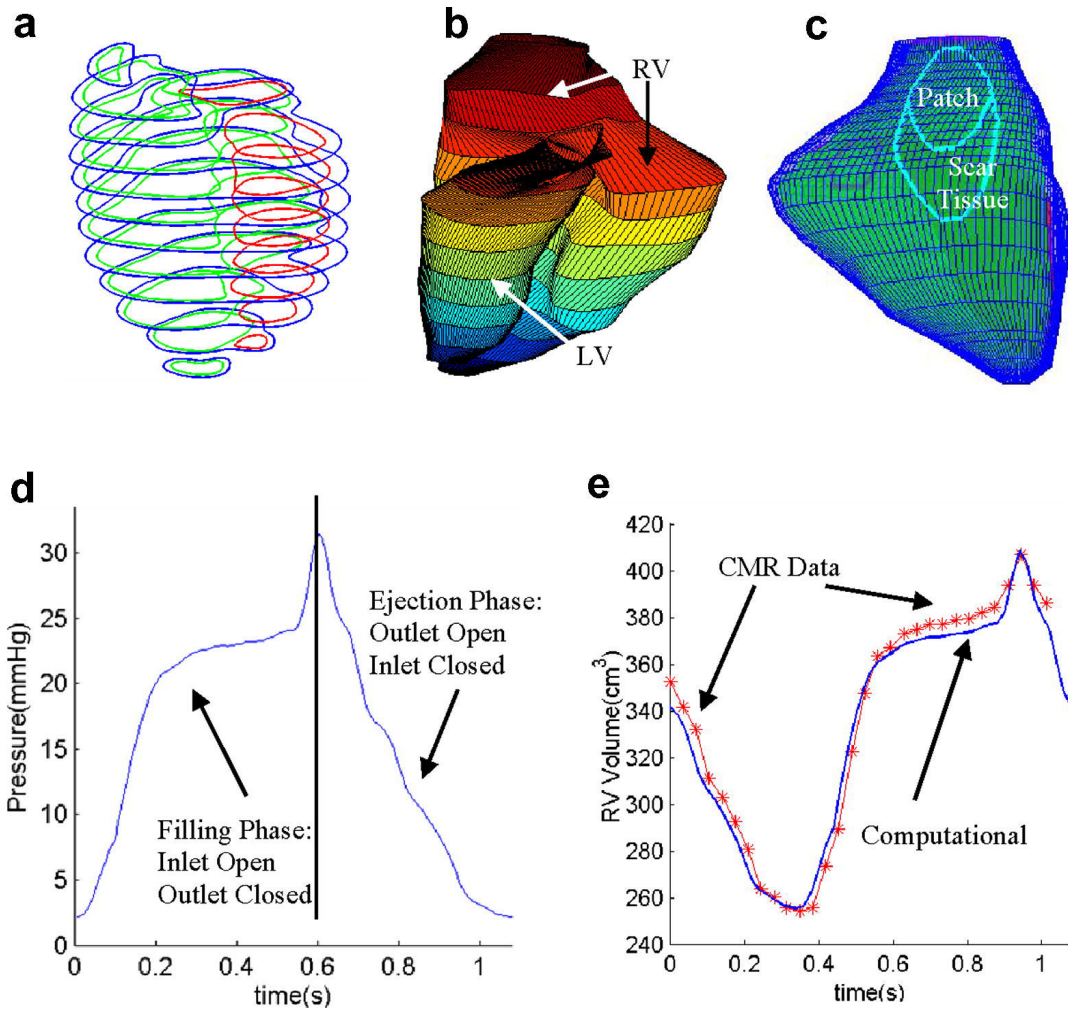 a
b
c
RV
LV
Patch
Scar
Tissue
d
Pressure(mmHg)
30
25
20
15
10
5
0
Ejection Phase:
Outlet Open
Inlet Closed
Filling Phase:
Inlet Open
Outlet Closed
0
0.2
0.4
0.6
0.8
1
time(s)
e
RV Volume(cm³)
420
400
380
360
340
320
300
280
260
240
CMR Data
Computational
0
0.2
0.4
0.6
0.8
1
time(s)